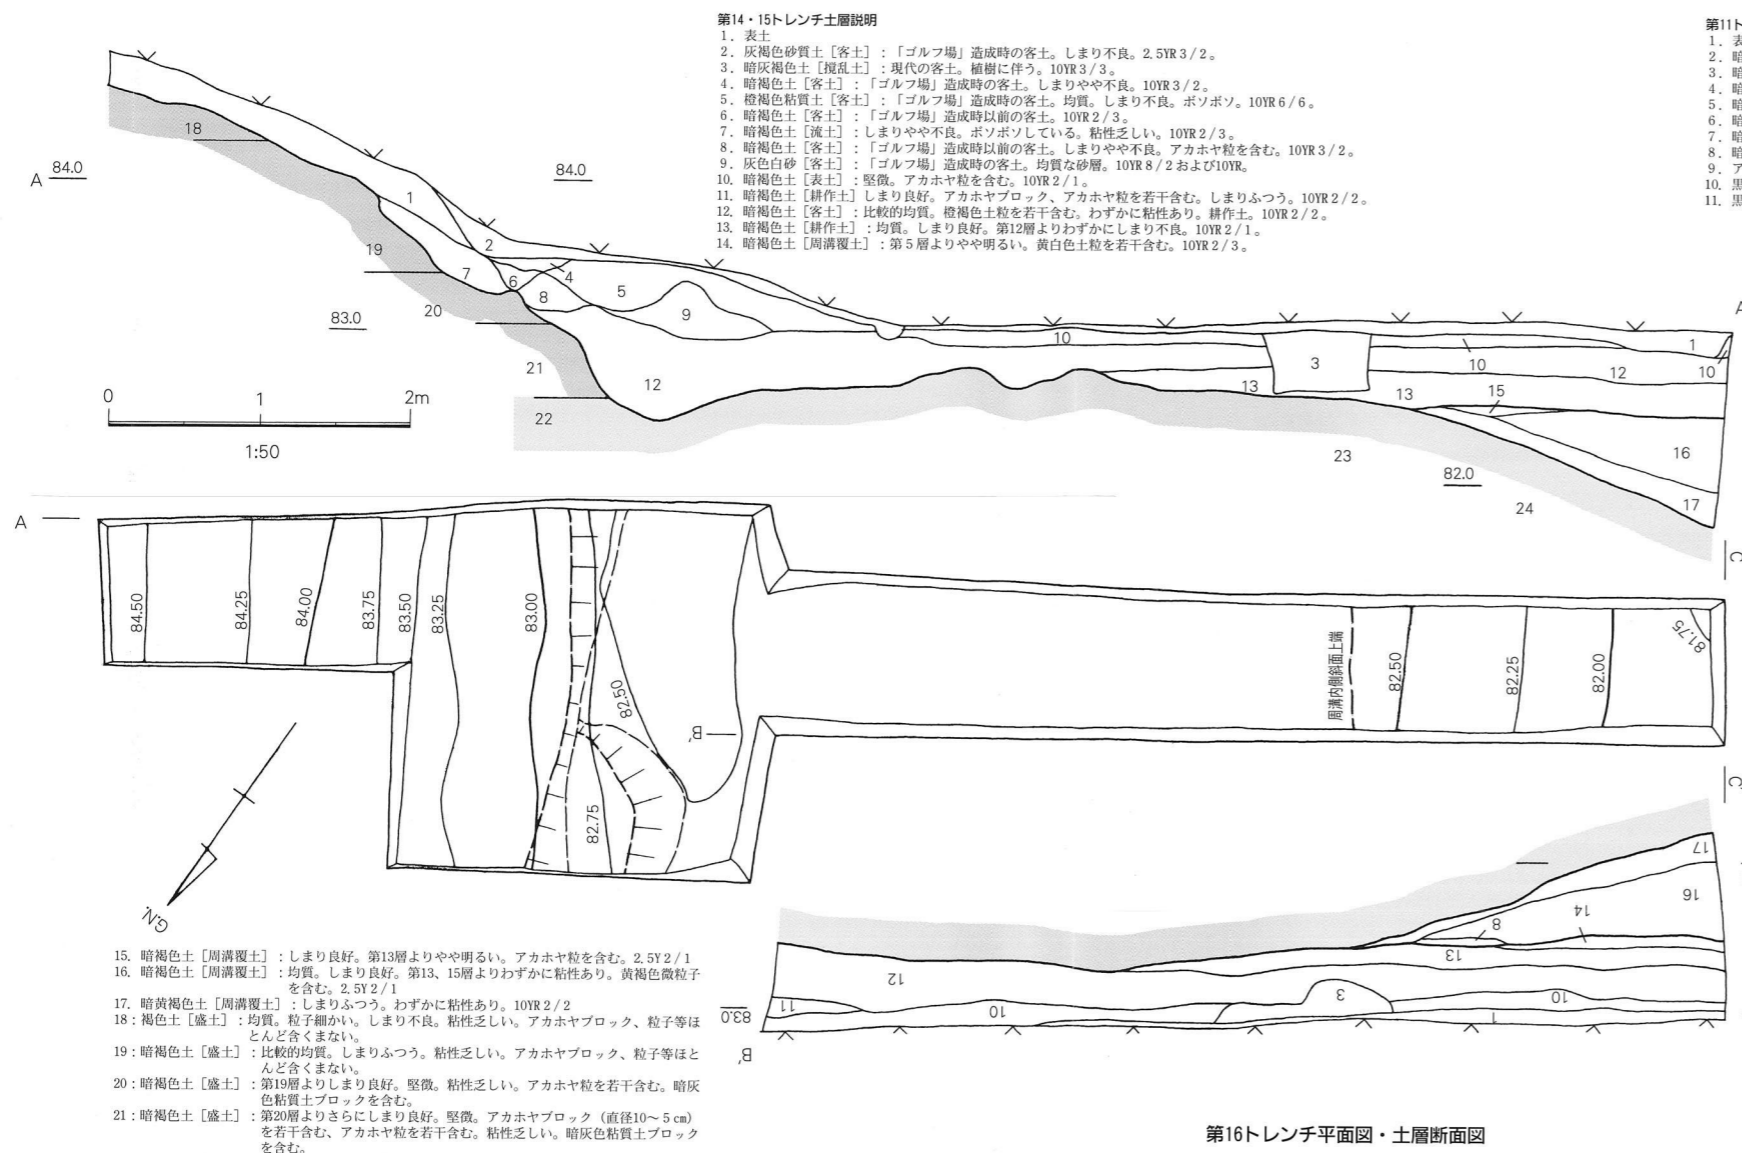 第14・15トレンチ土層説明
1. 表土
2. 灰褐色砂質土［客土］：「ゴルフ場」造成時の客土。しまり不良。2.5YR 3 / 2 。
3. 暗灰褐色土［撹乱土］：現代の客土。植樹に伴う。10YR 3 / 3 。
4. 暗褐色土［客土］：「ゴルフ場」造成時の客土。しまりやや不良。10YR 3 / 2 。
5. 橙褐色粘質土［客土］：「ゴルフ場」造成時の客土。均質。しまり不良。ボソボソ。10YR 6 / 6 。
6. 暗褐色土［客土］：「ゴルフ場」造成時以前の客土。10YR 2 / 3 。
7. 暗褐色土［流土］：しまりやや不良。ボソボソしている。粘性乏しい。10YR 2 / 3 。
8. 暗褐色土［客土］：「ゴルフ場」造成時以前の客土。しまりやや不良。アカホヤ粒を含む。10YR 3 / 2 。
9. 灰色白砂［客土］：「ゴルフ場」造成時の客土。均質な砂層。10YR 8 / 2 および10YR。
10. 暗褐色土［表土］：堅微。アカホヤ粒を含む。10YR 2 / 1 。
11. 暗褐色土［耕作土］しまり良好。アカホヤブロック、アカホヤ粒を若干含む。しまりふつう。10YR 2 / 2 。
12. 暗褐色土［客土］：比較的均質。橙褐色土粒を若干含む。わずかに粘性あり。耕作土。10YR 2 / 2 。
13. 暗褐色土［耕作土］：均質。しまり良好。第12層よりわずかにしまり不良。10YR 2 / 1 。
14. 暗褐色土［周溝覆土］：第５層よりやや明るい。黄白色土粒を若干含む。10YR 2 / 3 。
第11ト
1. 表
2. 暗
3. 暗
4. 暗
5. 暗
6. 暗
7. 暗
8. 暗
9. ア
10. 黒
11. 黒
A 84.0
84.0
83.0
82.0
18
19
20
21
22
1
2
7
6
8
4
5
9
12
10
3
13
13
10
15
12
1
10
16
17
23
24
A
0 1 2m
1:50
A
84.50
84.25
84.00
83.75
83.50
83.25
83.00
82.50
82.75
B'
周溝内側斜面上端
82.50
82.25
82.00
81.75
C
C'
G.N.
17
16
14
8
13
12
11
10
3
10
1
83.0
B'
15. 暗褐色土［周溝覆土］：しまり良好。第13層よりやや明るい。アカホヤ粒を含む。2.5Y 2 / 1
16. 暗褐色土［周溝覆土］：均質。しまり良好。第13、15層よりわずかに粘性あり。黄褐色微粒子
を含む。2.5Y 2 / 1
17. 暗黄褐色土［周溝覆土］：しまりふつう。わずかに粘性あり。10YR 2 / 2
18：褐色土［盛土］：均質。粒子細かい。しまり不良。粘性乏しい。アカホヤブロック、粒子等ほ
とんど含くまない。
19：暗褐色土［盛土］：比較的均質。しまりふつう。粘性乏しい。アカホヤブロック、粒子等ほと
んど含くまない。
20：暗褐色土［盛土］：第19層よりしまり良好。堅微。粘性乏しい。アカホヤ粒を若干含む。暗灰
色粘質土ブロックを含む。
21：暗褐色土［盛土］：第20層よりさらにしまり良好。堅微。アカホヤブロック（直径10～5㎝）
を若干含む、アカホヤ粒を若干含む。粘性乏しい。暗灰色粘質土ブロック
を含む。
第16トレンチ平面図・土層断面図